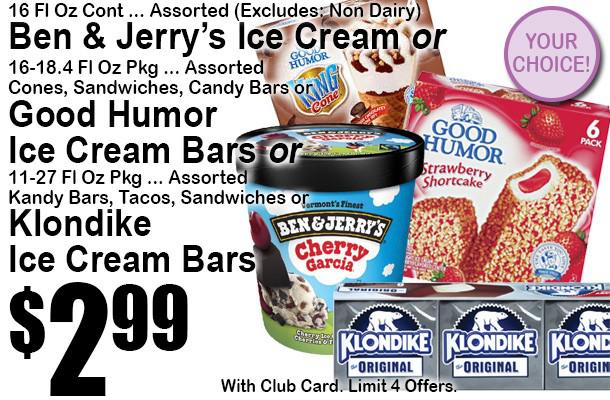 16 Fl Oz Cont ... Assorted (Excludes: Non Dairy)
Ben & Jerry's Ice Cream or
16-18.4 Fl Oz Pkg ... Assorted
Cones, Sandwiches, Candy Bars or
Good Humor
Ice Cream Bars or
11-27 Fl Oz Pkg ... Assorted
Kandy Bars, Tacos, Sandwiches or
Klondike
Ice Cream Bars
$2.99
With Club Card. Limit 4 Offers.
YOUR
CHOICE!
GOOD
HUMOR
KING
Cone
GOOD
HUMOR
Strawberry
Shortcake
6
PACK
Vermont's Finest
BEN & JERRY'S
Cherry
Garcia
KLONDIKE
the ORIGINAL
KLONDIKE
the ORIGINAL
KLOND
ORIGIN